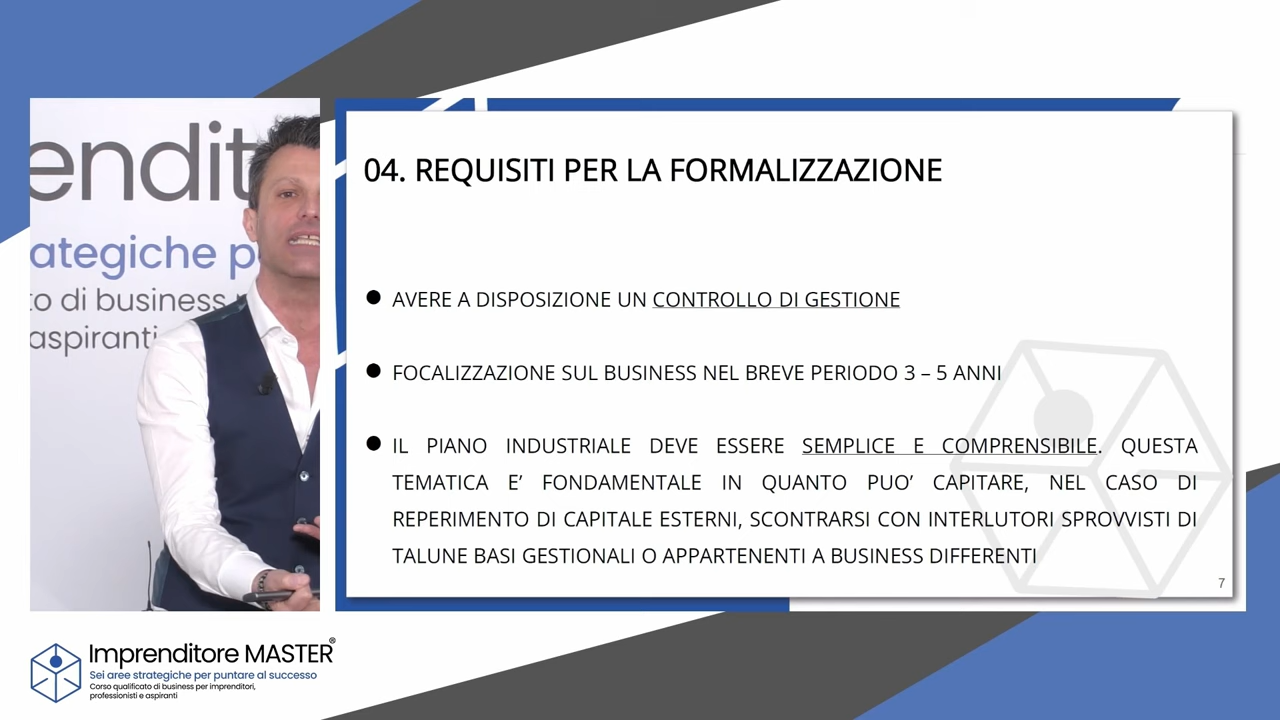 endit
ategiche p
to di business
aspiranti
04. REQUISITI PER LA FORMALIZZAZIONE
● AVERE A DISPOSIZIONE UN CONTROLLO DI GESTIONE
● FOCALIZZAZIONE SUL BUSINESS NEL BREVE PERIODO 3 – 5 ANNI
● IL PIANO INDUSTRIALE DEVE ESSERE SEMPLICE E COMPRENSIBILE. QUESTA
TEMATICA E’ FONDAMENTALE IN QUANTO PUO’ CAPITARE, NEL CASO DI
REPERIMENTO DI CAPITALE ESTERNI, SCONTRARSI CON INTERLUTORI SPROVVISTI DI
TALUNE BASI GESTIONALI O APPARTENENTI A BUSINESS DIFFERENTI
7
Imprenditore MASTER®
Sei aree strategiche per puntare al successo
Corso qualificato di business per imprenditori,
professionisti e aspiranti